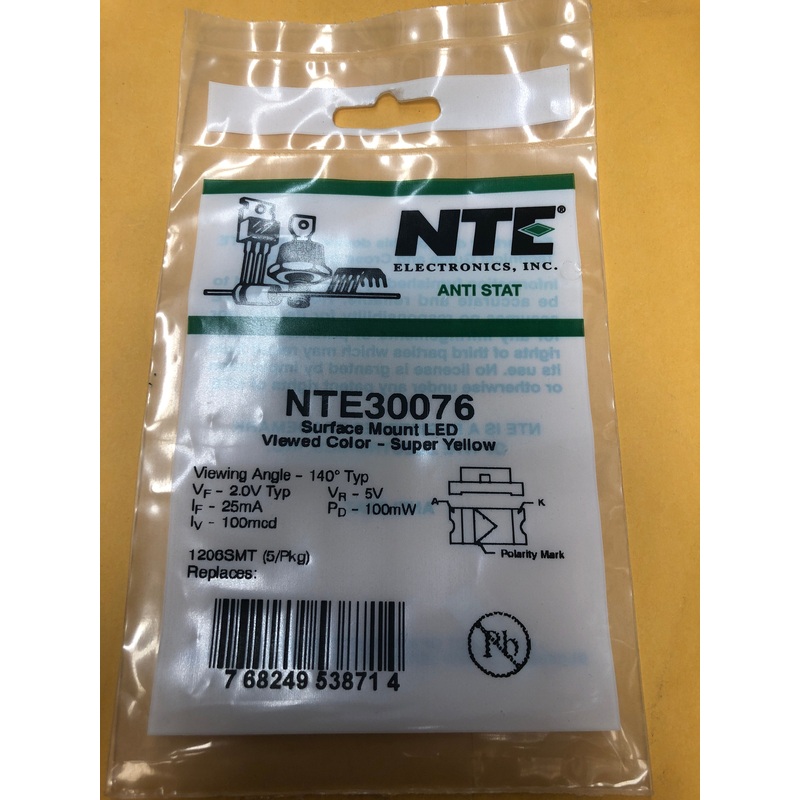 NTE®
ELECTRONICS, INC.
ANTI STAT
NTE30076
Surface Mount LED
Viewed Color - Super Yellow
Viewing Angle - 140° Typ
VF - 2.0V Typ VR - 5V
IF - 25mA PD - 100mW
IV - 100mcd
A K
Polarity Mark
1206SMT (5/Pkg)
Replaces:
Pb
7 68249 53871 4